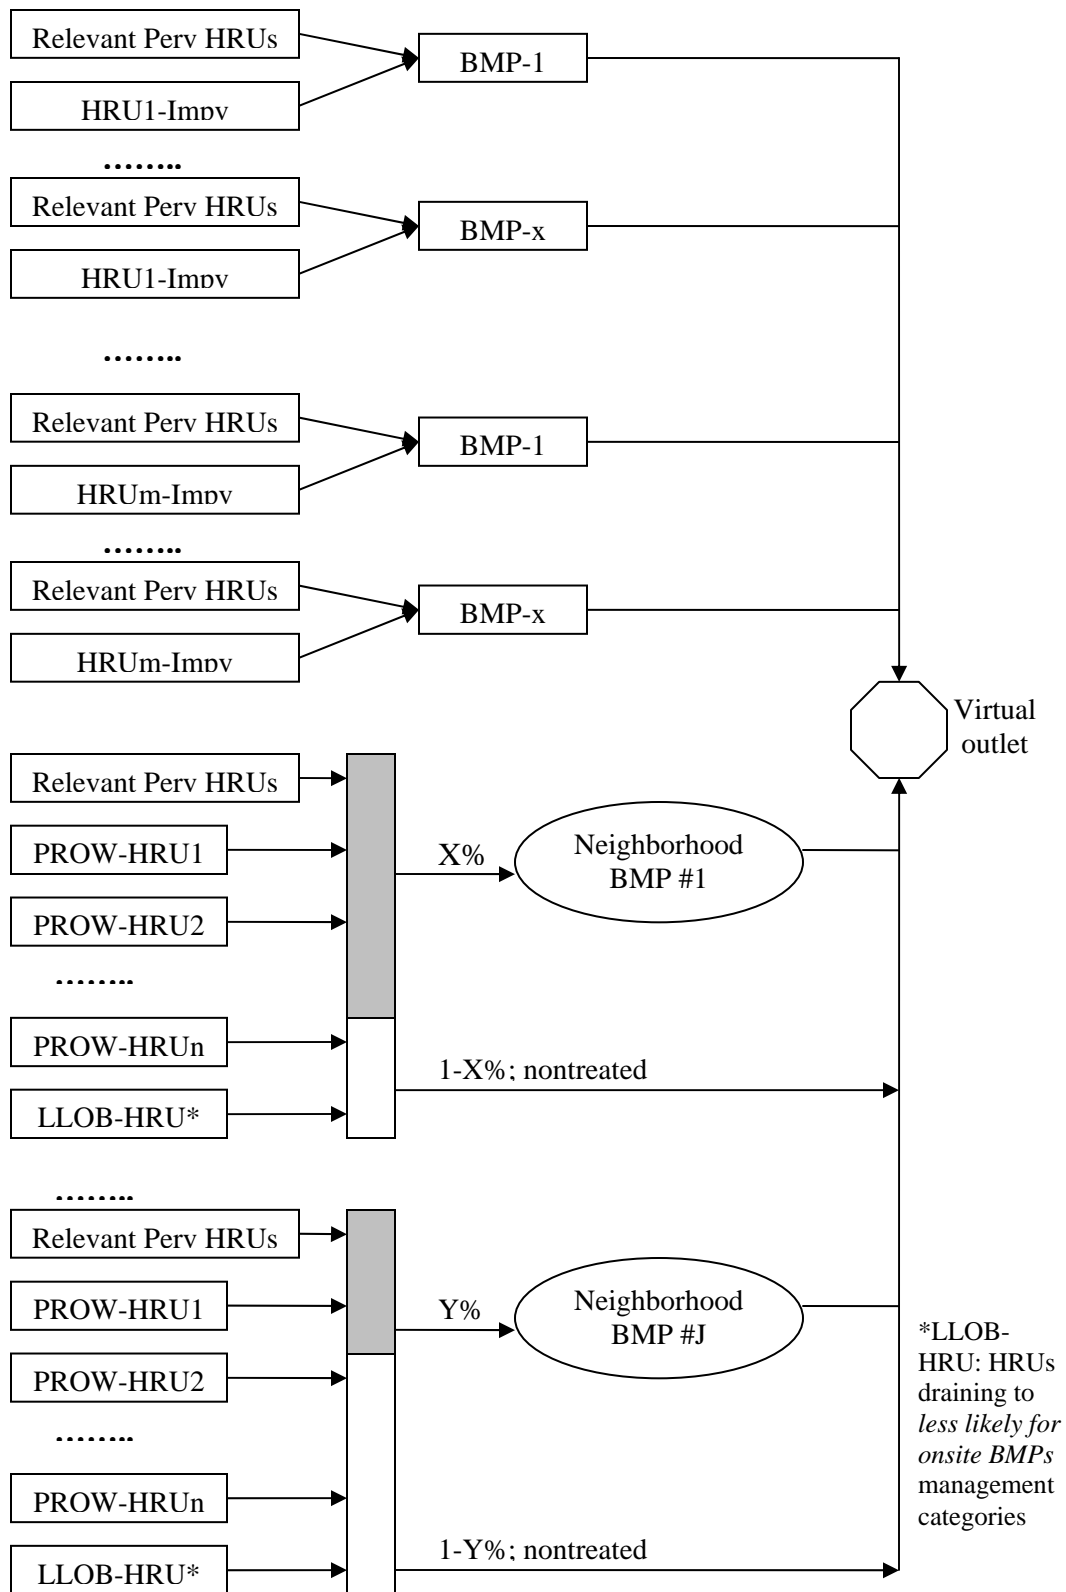 Relevant Perv HRUs
BMP-1
HRU1-Impv
........
Relevant Perv HRUs
BMP-x
HRU1-Impv
........
Relevant Perv HRUs
BMP-1
HRUm-Impv
........
Relevant Perv HRUs
BMP-x
HRUm-Impv
Virtual
outlet
Relevant Perv HRUs
PROW-HRU1
X%
Neighborhood
BMP #1
PROW-HRU2
........
PROW-HRUn
1-X%; nontreated
LLOB-HRU*
........
Relevant Perv HRUs
PROW-HRU1
Y%
Neighborhood
BMP #J
PROW-HRU2
........
PROW-HRUn
1-Y%; nontreated
LLOB-HRU*
*LLOB-
HRU: HRUs
draining to
less likely for
onsite BMPs
management
categories